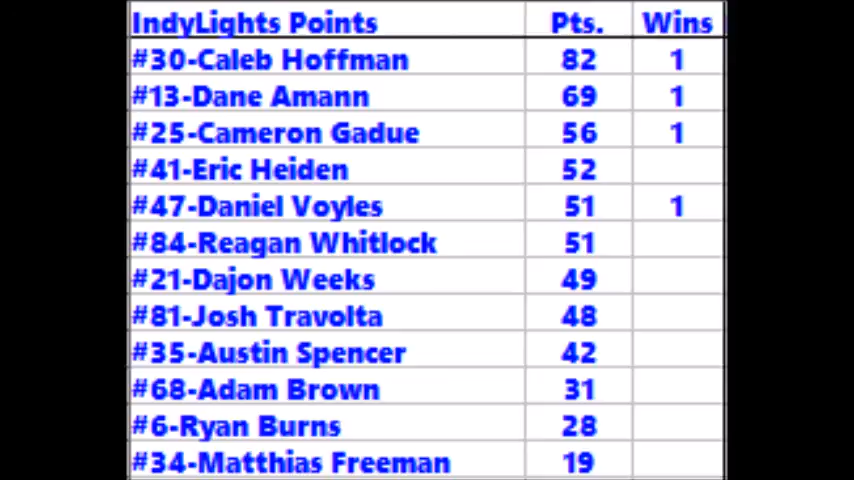 IndyLights Points Pts. Wins
#30-Caleb Hoffman 82 1
#13-Dane Amann 69 1
#25-Cameron Gadue 56 1
#41-Eric Heiden 52
#47-Daniel Voyles 51 1
#84-Reagan Whitlock 51
#21-Dajon Weeks 49
#81-Josh Travolta 48
#35-Austin Spencer 42
#68-Adam Brown 31
#6-Ryan Burns 28
#34-Matthias Freeman 19